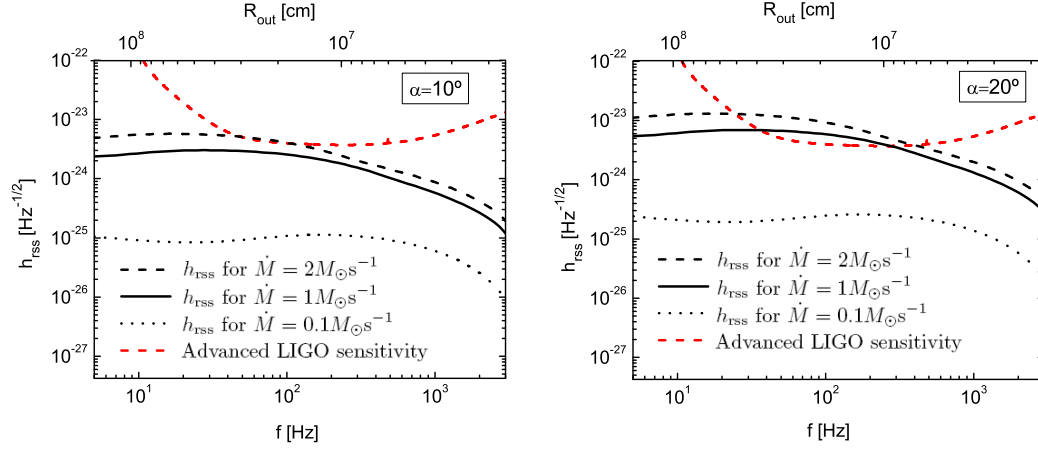 R_out [cm]
10^8 10^7
10^-22
10^-23
10^-24
10^-25
10^-26
10^-27
h_rss [Hz^-1/2]
α=10º
h_rss for Ṁ = 2M_⊙s^−1
h_rss for Ṁ = 1M_⊙s^−1
h_rss for Ṁ = 0.1M_⊙s^−1
Advanced LIGO sensitivity
10^1 10^2 10^3
f [Hz]
R_out [cm]
10^8 10^7
10^-22
10^-23
10^-24
10^-25
10^-26
10^-27
h_rss [Hz^-1/2]
α=20º
h_rss for Ṁ = 2M_⊙s^−1
h_rss for Ṁ = 1M_⊙s^−1
h_rss for Ṁ = 0.1M_⊙s^−1
Advanced LIGO sensitivity
10^1 10^2 10^3
f [Hz]